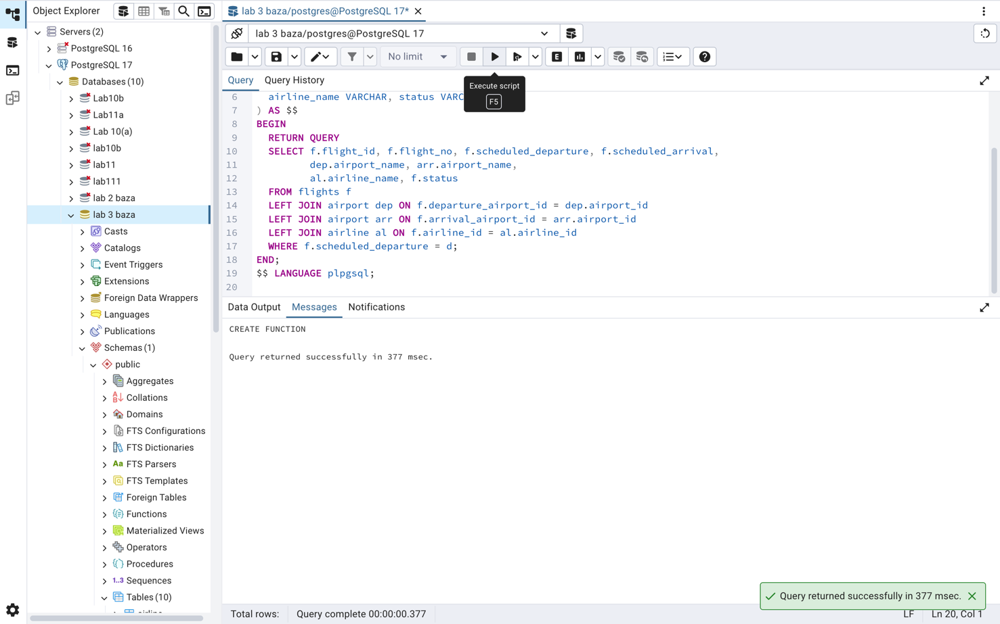 Object Explorer
lab 3 baza/postgres@PostgreSQL 17*
Servers (2)
PostgreSQL 16
PostgreSQL 17
Databases (10)
Lab10b
Lab11a
Lab 10(a)
lab10b
lab11
lab111
lab 2 baza
lab 3 baza
Casts
Catalogs
Event Triggers
Extensions
Foreign Data Wrappers
Languages
Publications
Schemas (1)
public
Aggregates
Collations
Domains
FTS Configurations
FTS Dictionaries
Aa FTS Parsers
FTS Templates
Foreign Tables
Functions
Materialized Views
Operators
Procedures
1..3 Sequences
Tables (10)
airline
lab 3 baza/postgres@PostgreSQL 17
No limit
E
Query
Query History
Execute script
F5
6 airline_name VARCHAR, status VARC
7 ) AS $$
8 BEGIN
9 RETURN QUERY
10 SELECT f.flight_id, f.flight_no, f.scheduled_departure, f.scheduled_arrival,
11 dep.airport_name, arr.airport_name,
12 al.airline_name, f.status
13 FROM flights f
14 LEFT JOIN airport dep ON f.departure_airport_id = dep.airport_id
15 LEFT JOIN airport arr ON f.arrival_airport_id = arr.airport_id
16 LEFT JOIN airline al ON f.airline_id = al.airline_id
17 WHERE f.scheduled_departure = d;
18 END;
19 $$ LANGUAGE plpgsql;
20
Data Output
Messages
Notifications
CREATE FUNCTION
Query returned successfully in 377 msec.
Query returned successfully in 377 msec.
Total rows:
Query complete 00:00:00.377
LF
Ln 20, Col 1